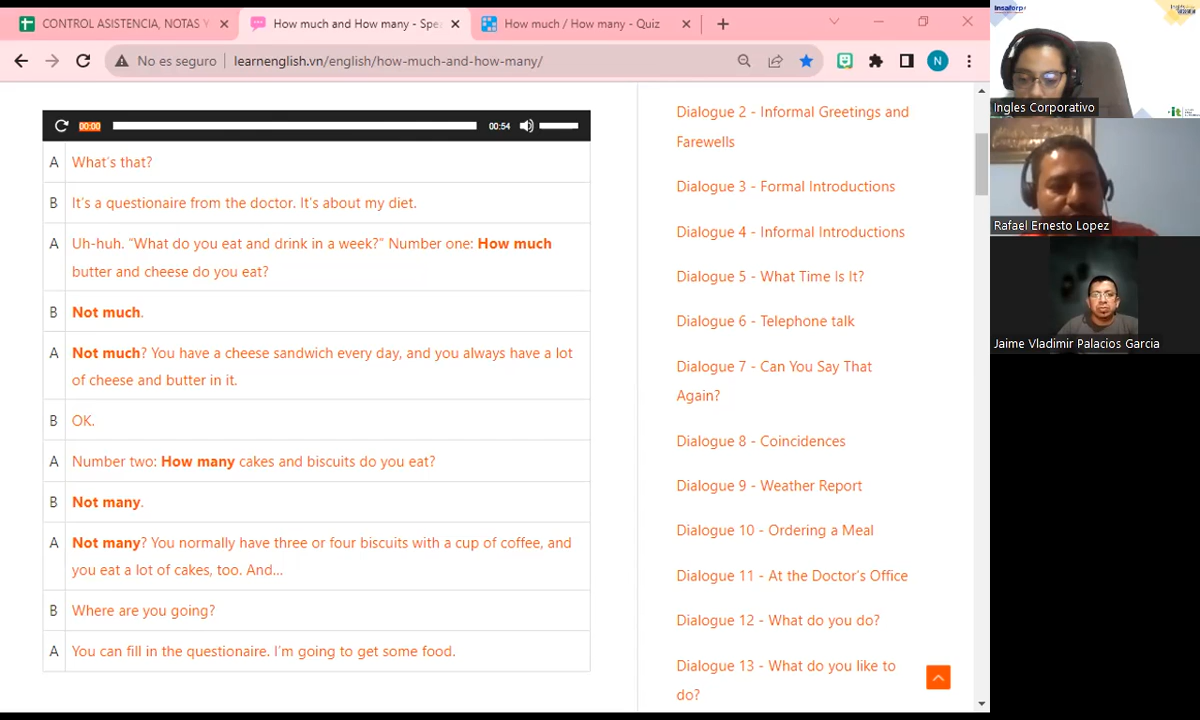 CONTROL ASISTENCIA, NOTAS Y
How much and How many - Spea
How much / How many - Quiz
No es seguro
learnenglish.vn/english/how-much-and-how-many/
N
00:00
00:54
A What's that?
B It's a questionaire from the doctor. It's about my diet.
A Uh-huh. "What do you eat and drink in a week?" Number one: How much
butter and cheese do you eat?
B Not much.
A Not much? You have a cheese sandwich every day, and you always have a lot
of cheese and butter in it.
B OK.
A Number two: How many cakes and biscuits do you eat?
B Not many.
A Not many? You normally have three or four biscuits with a cup of coffee, and
you eat a lot of cakes, too. And...
B Where are you going?
A You can fill in the questionaire. I'm going to get some food.
Dialogue 2 - Informal Greetings and
Farewells
Dialogue 3 - Formal Introductions
Dialogue 4 - Informal Introductions
Dialogue 5 - What Time Is It?
Dialogue 6 - Telephone talk
Dialogue 7 - Can You Say That
Again?
Dialogue 8 - Coincidences
Dialogue 9 - Weather Report
Dialogue 10 - Ordering a Meal
Dialogue 11 - At the Doctor's Office
Dialogue 12 - What do you do?
Dialogue 13 - What do you like to
do?
Insaforp
Ingles Corporativo
Rafael Ernesto Lopez
Jaime Vladimir Palacios Garcia